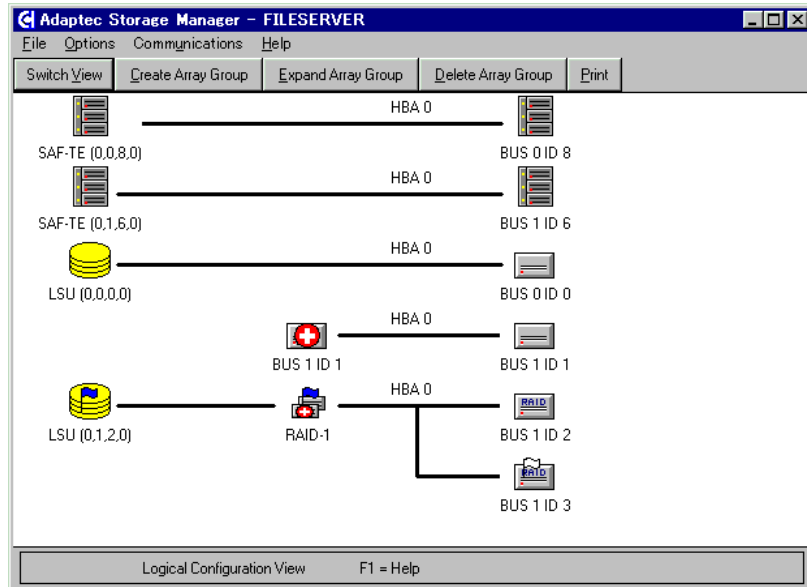 Adaptec Storage Manager - FILESERVER
File Options Communications Help
Switch View Create Array Group Expand Array Group Delete Array Group Print
HBA 0
SAF-TE (0,0,8,0) BUS 0 ID 8
HBA 0
SAF-TE (0,1,6,0) BUS 1 ID 6
HBA 0
LSU (0,0,0,0) BUS 0 ID 0
HBA 0
BUS 1 ID 1 BUS 1 ID 1
HBA 0
RAID
LSU (0,1,2,0) RAID-1 BUS 1 ID 2
RAID
BUS 1 ID 3
Logical Configuration View F1 = Help